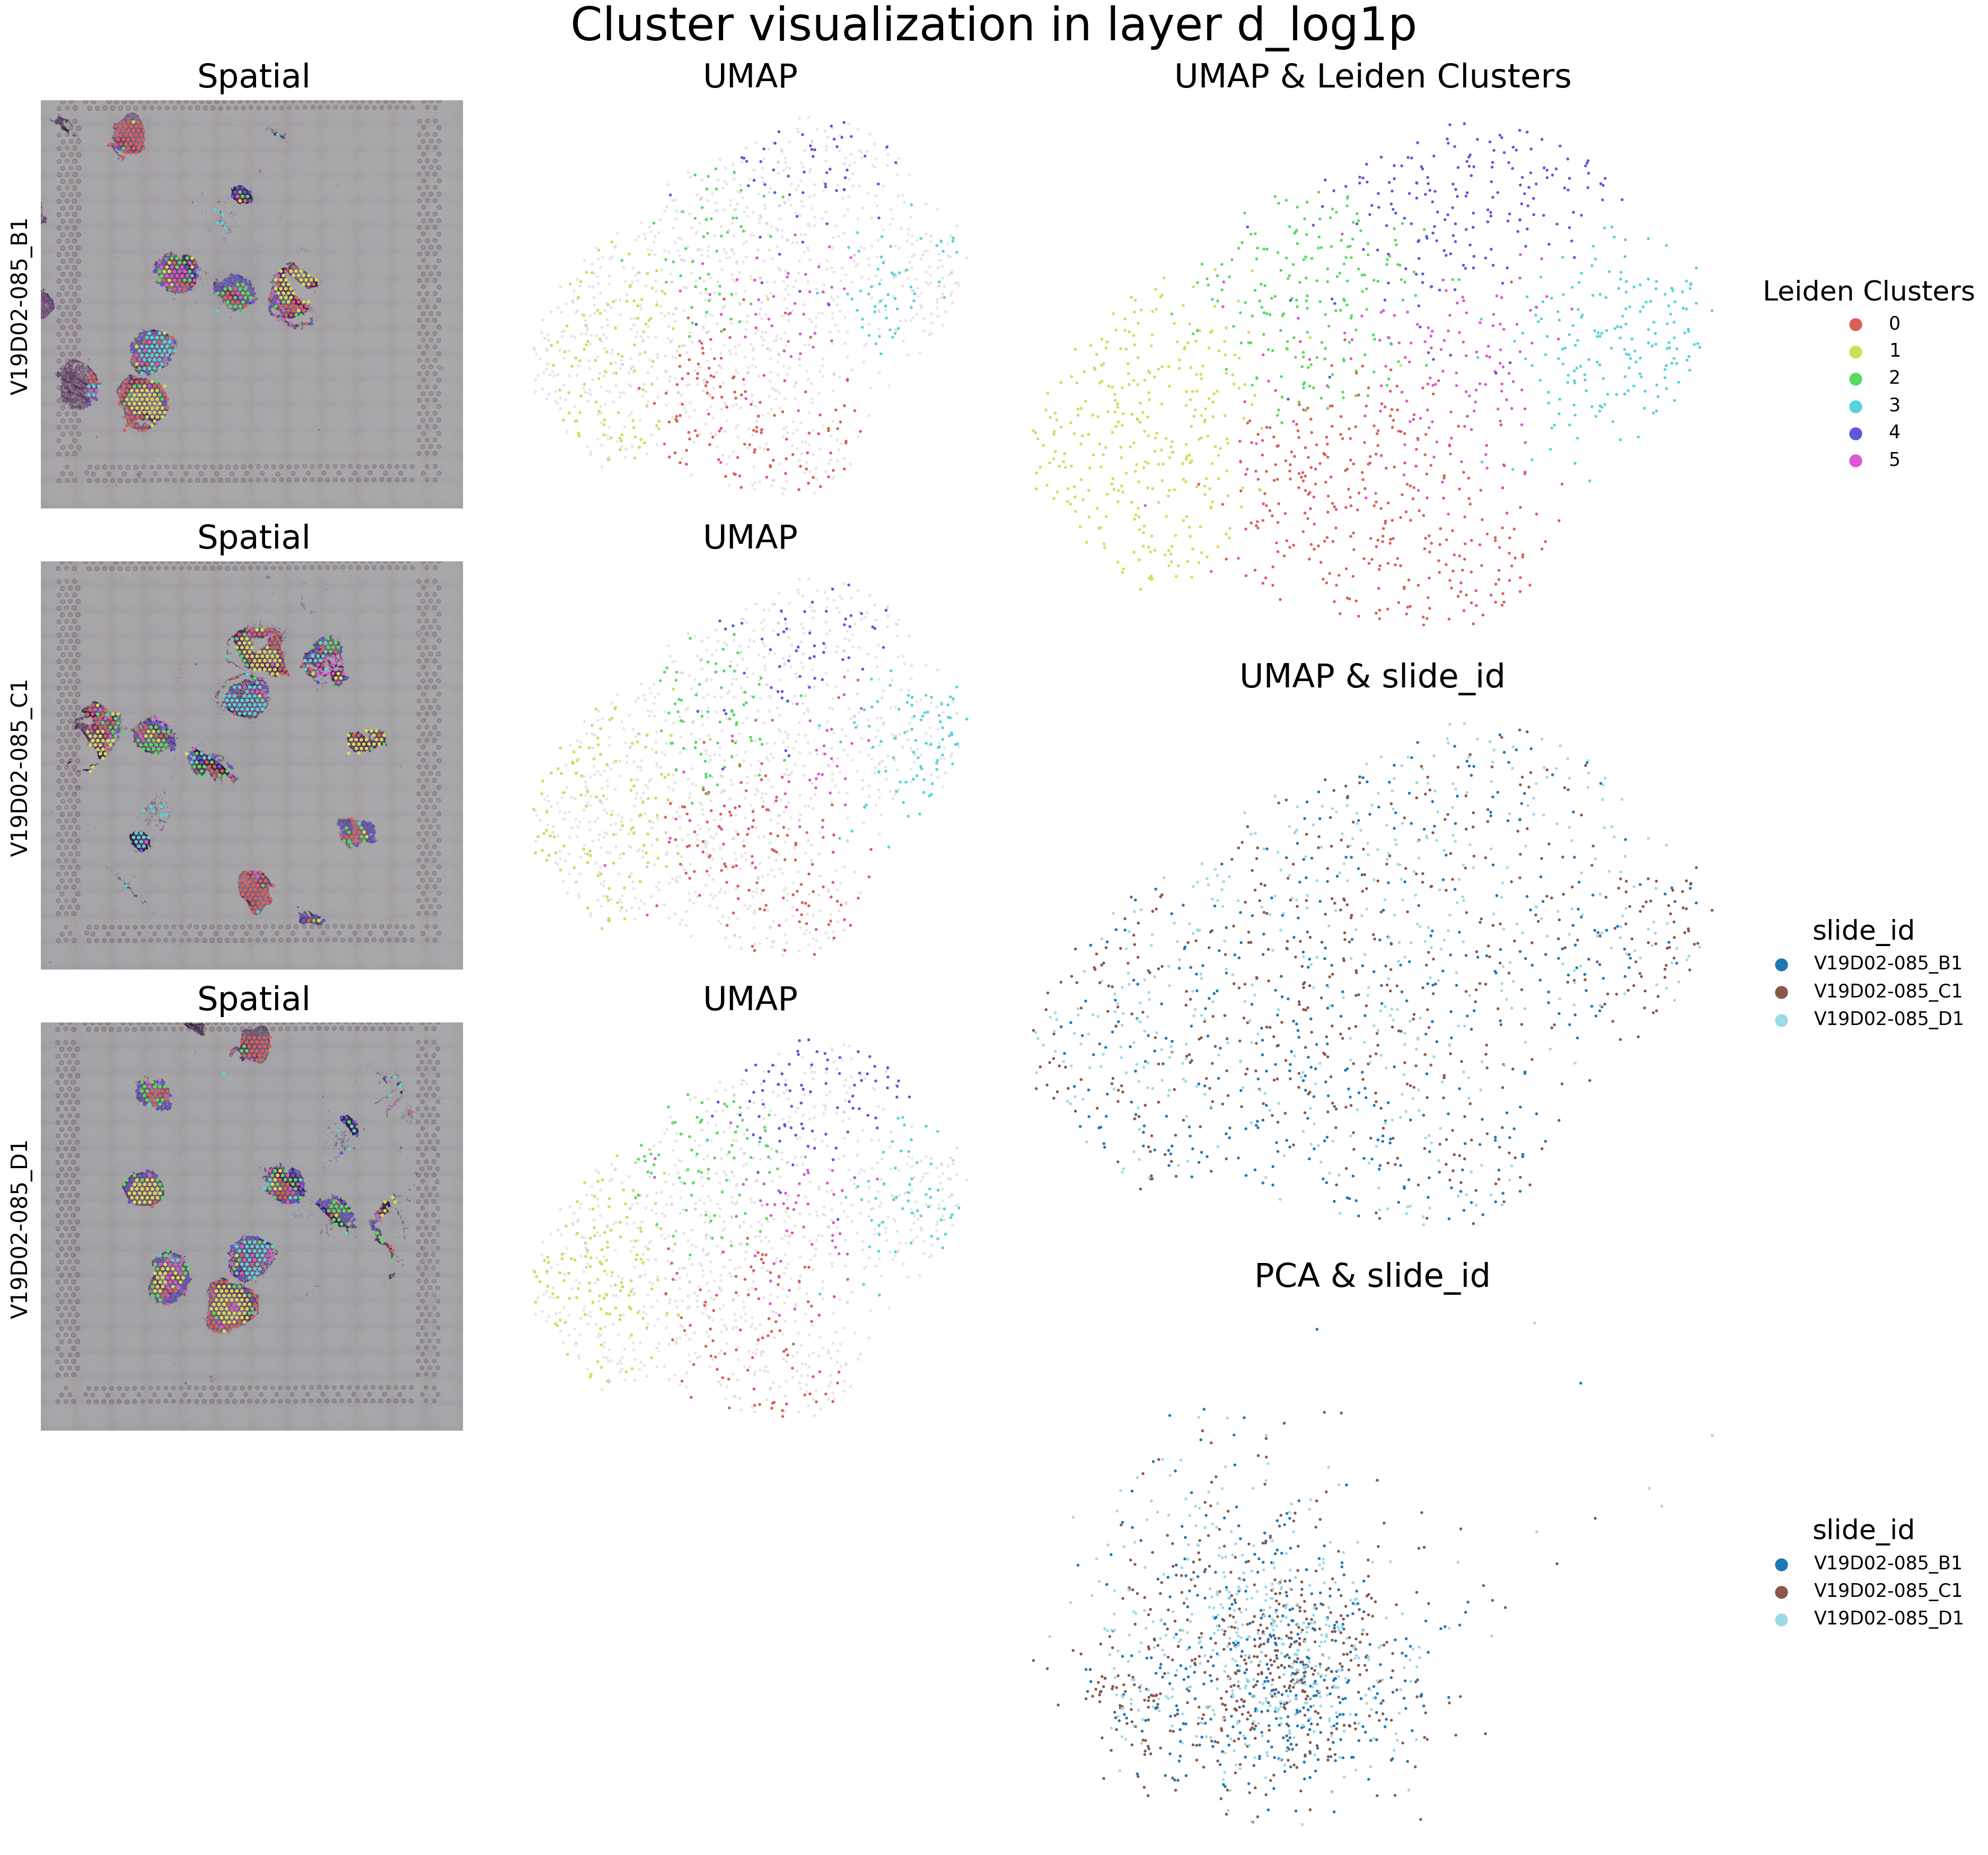 Cluster visualization in layer d_log1p
Spatial
UMAP
UMAP & Leiden Clusters
V19D02-085_B1
Leiden Clusters
0
1
2
3
4
5
Spatial
UMAP
V19D02-085_C1
UMAP & slide_id
slide_id
V19D02-085_B1
V19D02-085_C1
V19D02-085_D1
Spatial
UMAP
V19D02-085_D1
PCA & slide_id
slide_id
V19D02-085_B1
V19D02-085_C1
V19D02-085_D1